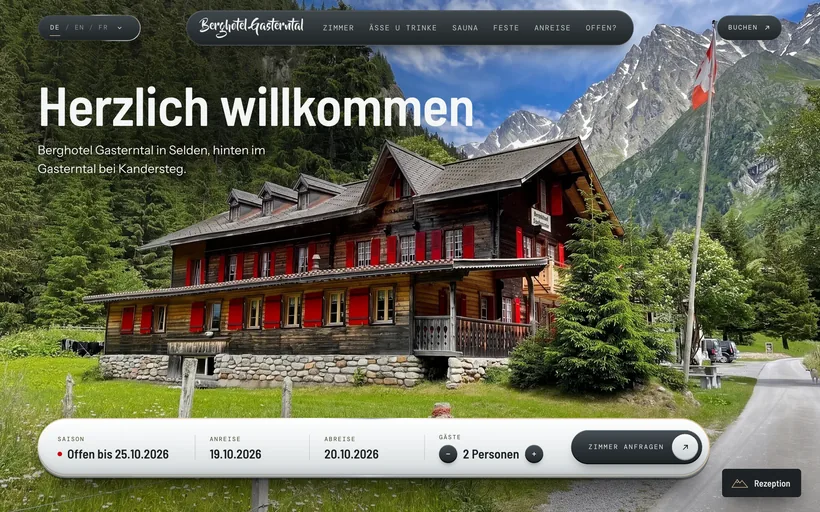 DE / EN / FR
Berghotel Gasterntal
ZIMMER
ÄSSE U TRINKE
SAUNA
FESTE
ANREISE
OFFEN?
BUCHEN
Herzlich willkommen
Berghotel Gasterntal in Selden, hinten im
Gasterntal bei Kandersteg.
SAISON
Offen bis 25.10.2026
ANREISE
19.10.2026
ABREISE
20.10.2026
GÄSTE
2 Personen
ZIMMER ANFRAGEN
Rezeption